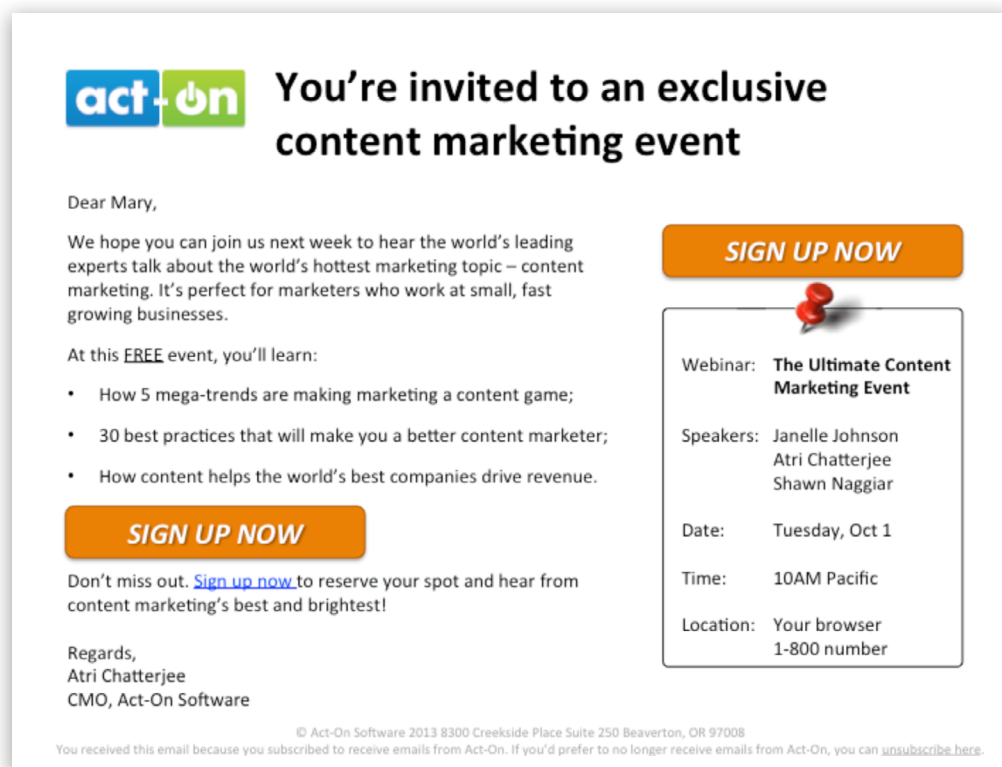 act-on
You're invited to an exclusive
content marketing event
Dear Mary,
We hope you can join us next week to hear the world's leading
experts talk about the world's hottest marketing topic – content
marketing. It's perfect for marketers who work at small, fast
growing businesses.
At this FREE event, you'll learn:
• How 5 mega-trends are making marketing a content game;
• 30 best practices that will make you a better content marketer;
• How content helps the world's best companies drive revenue.
SIGN UP NOW
Don't miss out. Sign up now to reserve your spot and hear from
content marketing's best and brightest!
Regards,
Atri Chatterjee
CMO, Act-On Software
SIGN UP NOW
Webinar: The Ultimate Content
Marketing Event
Speakers: Janelle Johnson
Atri Chatterjee
Shawn Naggiar
Date: Tuesday, Oct 1
Time: 10AM Pacific
Location: Your browser
1-800 number
© Act-On Software 2013 8300 Creekside Place Suite 250 Beaverton, OR 97008
You received this email because you subscribed to receive emails from Act-On. If you'd prefer to no longer receive emails from Act-On, you can unsubscribe here.